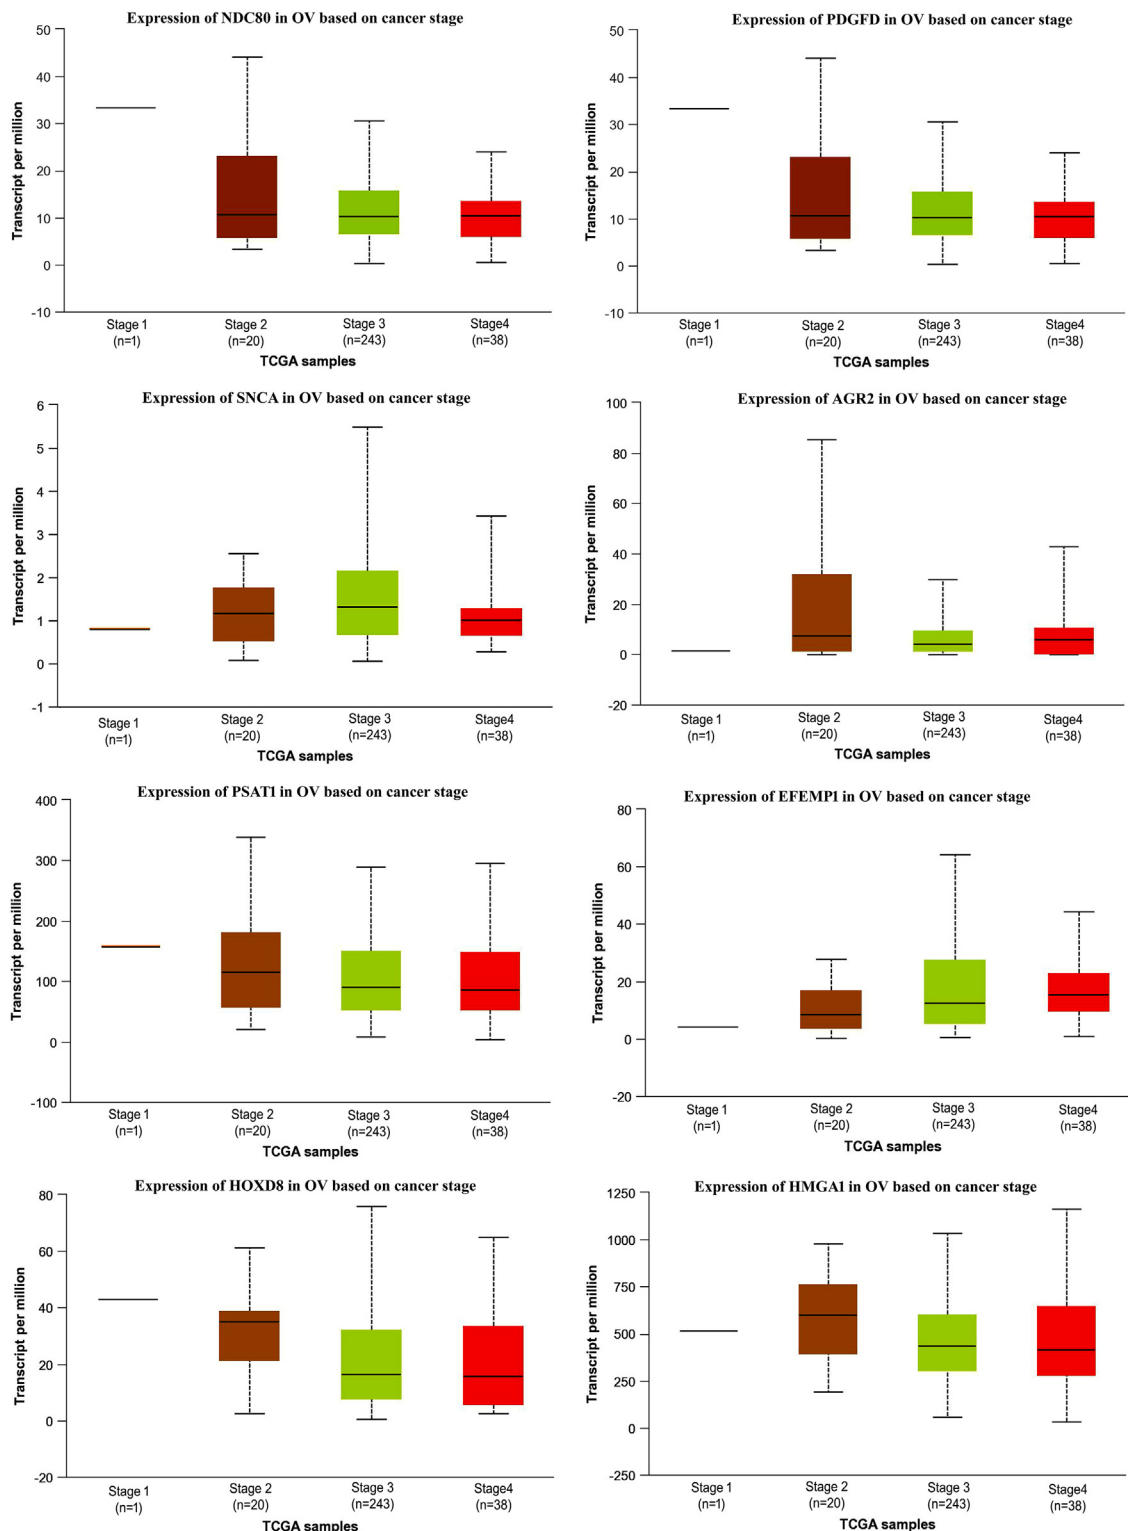 Expression of NDC80 in OV based on cancer stage
Transcript per million
50
40
30
20
10
0
-10
Stage 1
(n=1)
Stage 2
(n=20)
Stage 3
(n=243)
Stage4
(n=38)
TCGA samples
Expression of PDGFD in OV based on cancer stage
Transcript per million
50
40
30
20
10
0
-10
Stage 1
(n=1)
Stage 2
(n=20)
Stage 3
(n=243)
Stage4
(n=38)
TCGA samples
Expression of SNCA in OV based on cancer stage
Transcript per million
6
5
4
3
2
1
0
-1
Stage 1
(n=1)
Stage 2
(n=20)
Stage 3
(n=243)
Stage4
(n=38)
TCGA samples
Expression of AGR2 in OV based on cancer stage
Transcript per million
100
80
60
40
20
0
-20
Stage 1
(n=1)
Stage 2
(n=20)
Stage 3
(n=243)
Stage4
(n=38)
TCGA samples
Expression of PSAT1 in OV based on cancer stage
Transcript per million
400
300
200
100
0
-100
Stage 1
(n=1)
Stage 2
(n=20)
Stage 3
(n=243)
Stage4
(n=38)
TCGA samples
Expression of EFEMP1 in OV based on cancer stage
Transcript per million
80
60
40
20
0
-20
Stage 1
(n=1)
Stage 2
(n=20)
Stage 3
(n=243)
Stage4
(n=38)
TCGA samples
Expression of HOXD8 in OV based on cancer stage
Transcript per million
80
60
40
20
0
-20
Stage 1
(n=1)
Stage 2
(n=20)
Stage 3
(n=243)
Stage4
(n=38)
TCGA samples
Expression of HMGA1 in OV based on cancer stage
Transcript per million
1250
1000
750
500
250
0
-250
Stage 1
(n=1)
Stage 2
(n=20)
Stage 3
(n=243)
Stage4
(n=38)
TCGA samples